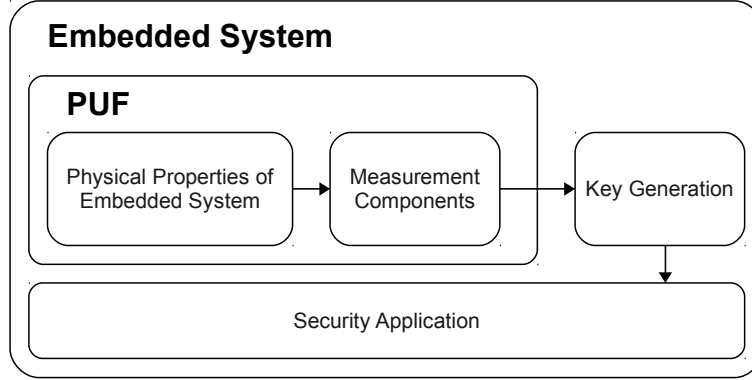 Embedded System
PUF
Physical Properties of
Embedded System
Measurement
Components
Key Generation
Security Application